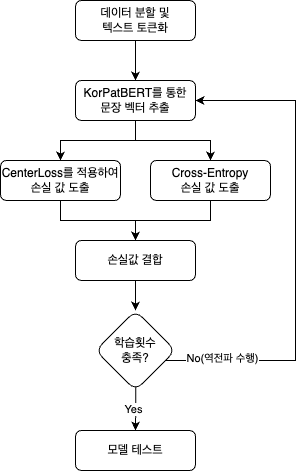 데이터 분할 및
텍스트 토큰화
KorPatBERT를 통한
문장 벡터 추출
CenterLoss를 적용하여
손실 값 도출
Cross-Entropy
손실 값 도출
손실값 결합
학습횟수
충족?
No(역전파 수행)
Yes
모델 테스트